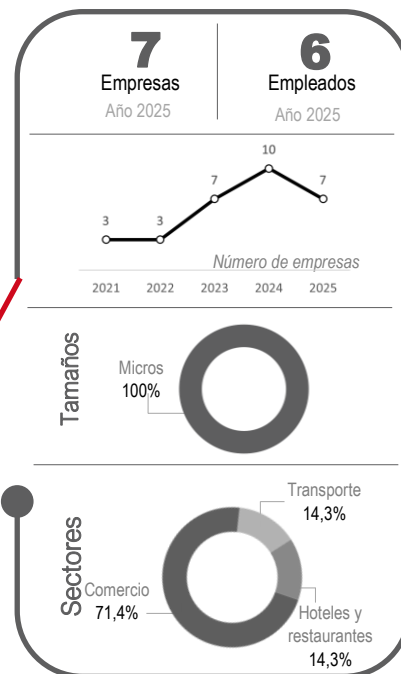 7
Empresas
Año 2025
6
Empleados
Año 2025
3
3
7
10
7
Número de empresas
2021 2022 2023 2024 2025
Tamaños
Micros
100%
Sectores
Transporte
14,3%
Comercio
71,4%
Hoteles y
restaurantes
14,3%